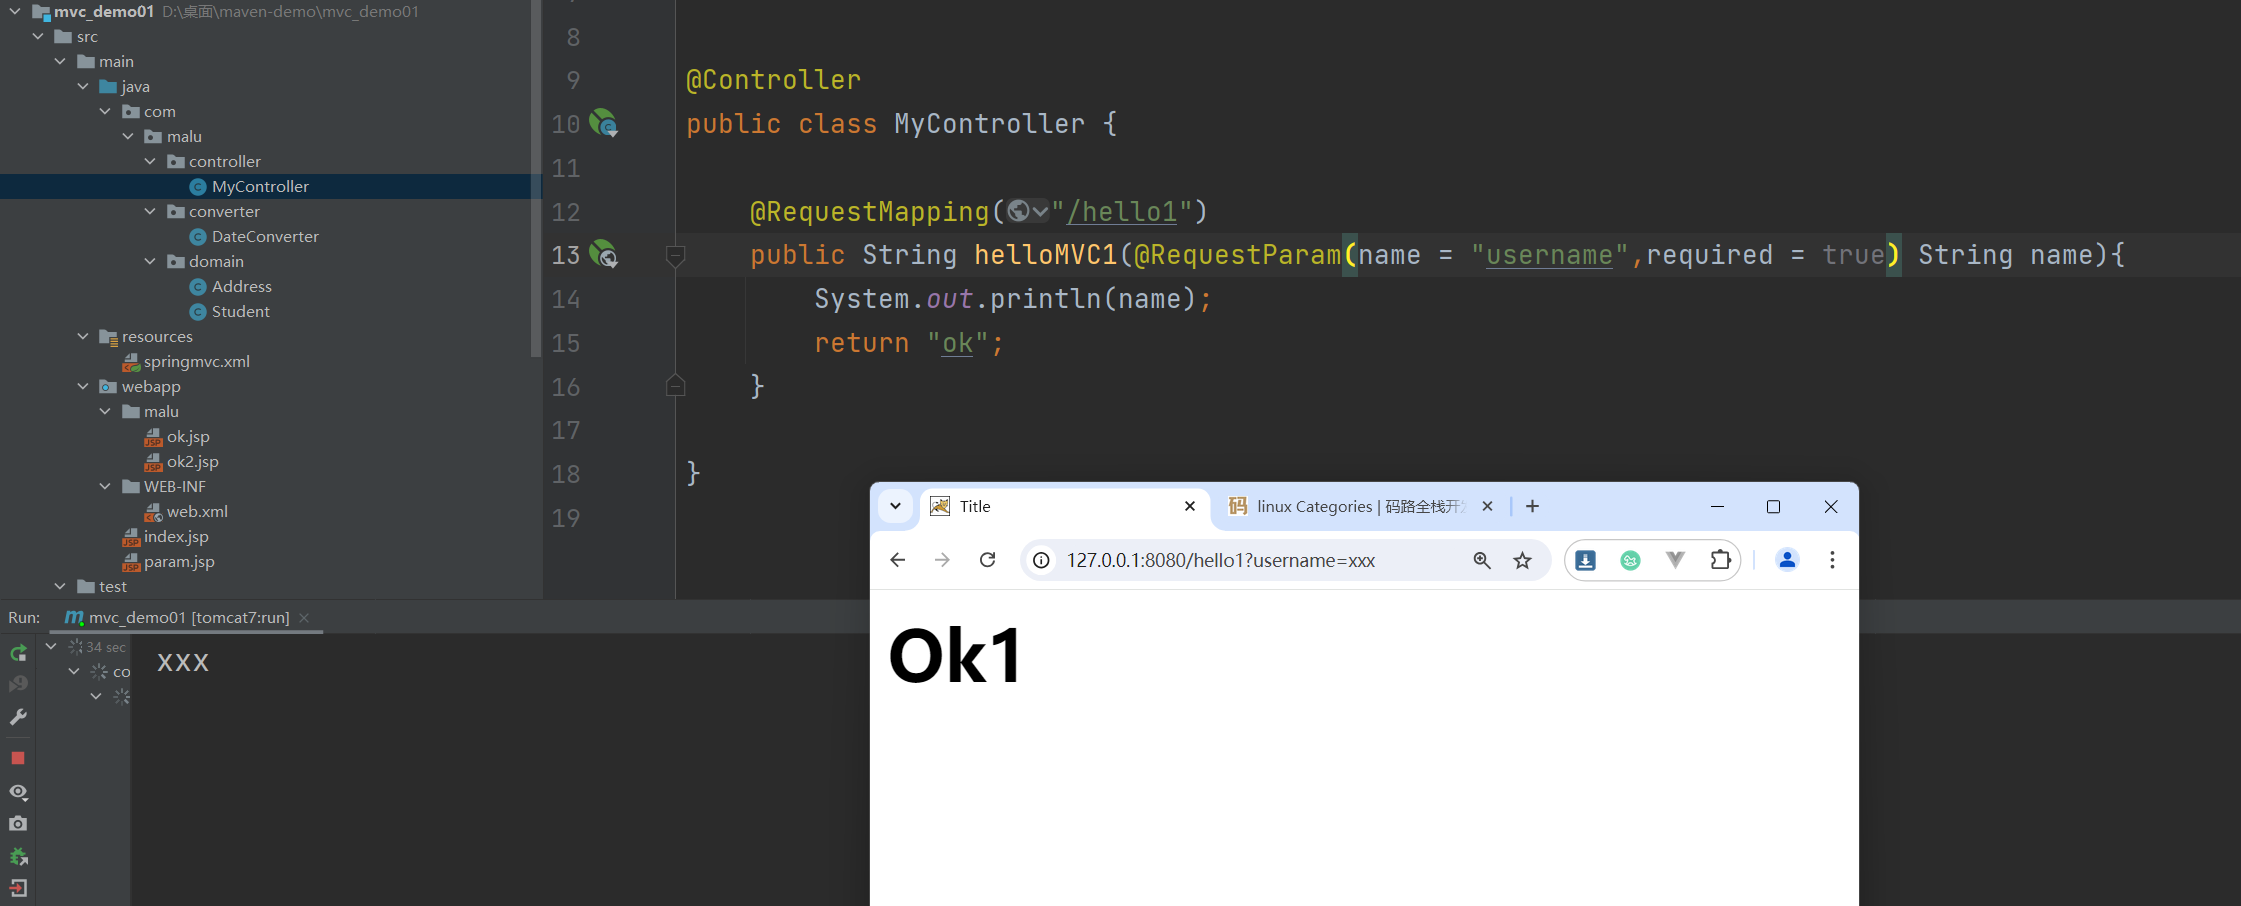 mvc_demo01 D:\桌面\maven-demo\mvc_demo01
src
main
java
com
malu
controller
MyController
converter
DateConverter
domain
Address
Student
resources
springmvc.xml
webapp
malu
ok.jsp
ok2.jsp
WEB-INF
web.xml
index.jsp
param.jsp
test
8
9 @Controller
10 public class MyController {
11
12 @RequestMapping("/hello1")
13 public String helloMVC1(@RequestParam(name = "username",required = true) String name){
14 System.out.println(name);
15 return "ok";
16 }
17
18 }
19
Run: mvc_demo01 [tomcat7:run]
34 sec
co
xxx
Title
linux Categories | 码路全栈开
127.0.0.1:8080/hello1?username=xxx
Ok1